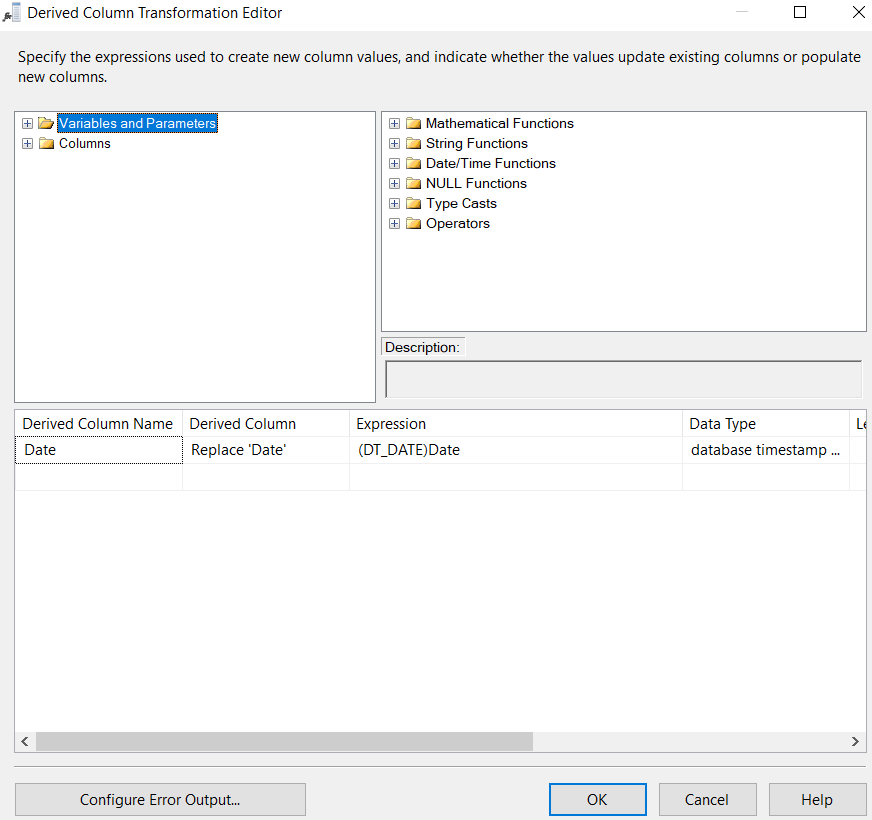 Derived Column Transformation Editor
Specify the expressions used to create new column values, and indicate whether the values update existing columns or populate
new columns.
Variables and Parameters
Columns
Mathematical Functions
String Functions
Date/Time Functions
NULL Functions
Type Casts
Operators
Description:
Derived Column Name Derived Column Expression Data Type Le
Date Replace 'Date' (DT_DATE)Date database timestamp ...
Configure Error Output... OK Cancel Help